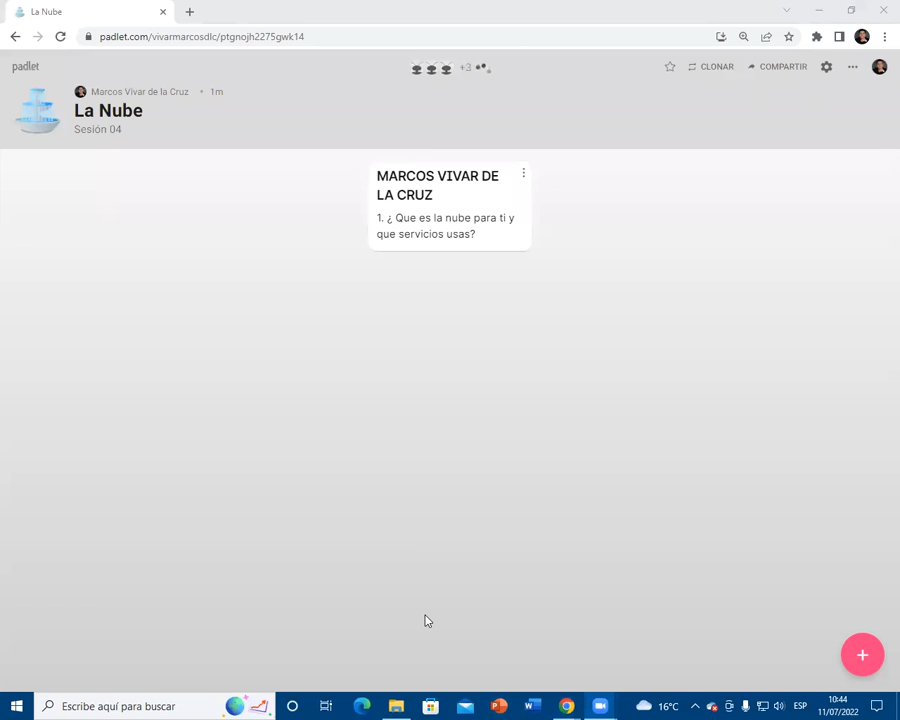 La Nube
padlet.com/vivarmarcosdlc/ptgnojh2275gwk14
padlet
+3
CLONAR
COMPARTIR
Marcos Vivar de la Cruz • 1m
La Nube
Sesión 04
MARCOS VIVAR DE
LA CRUZ
1. ¿ Que es la nube para ti y
que servicios usas?
Escribe aquí para buscar
16°C
ESP
10:44
11/07/2022